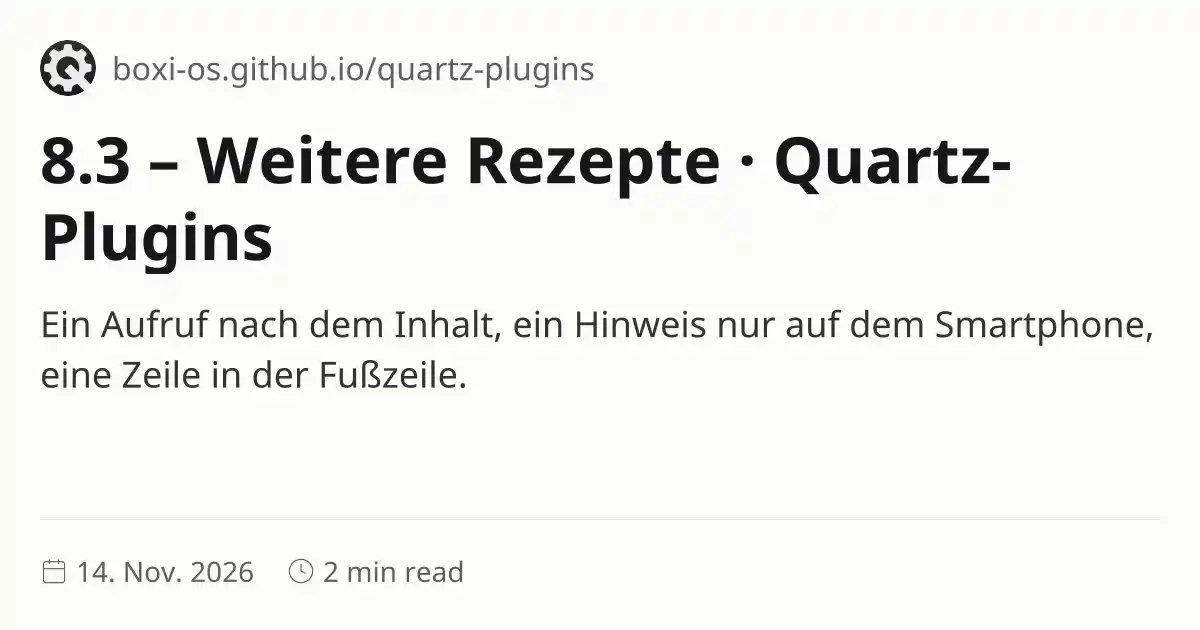 boxi-os.github.io/quartz-plugins
8.3 – Weitere Rezepte · Quartz-
Plugins
Ein Aufruf nach dem Inhalt, ein Hinweis nur auf dem Smartphone,
eine Zeile in der Fußzeile.
14. Nov. 2026 2 min read